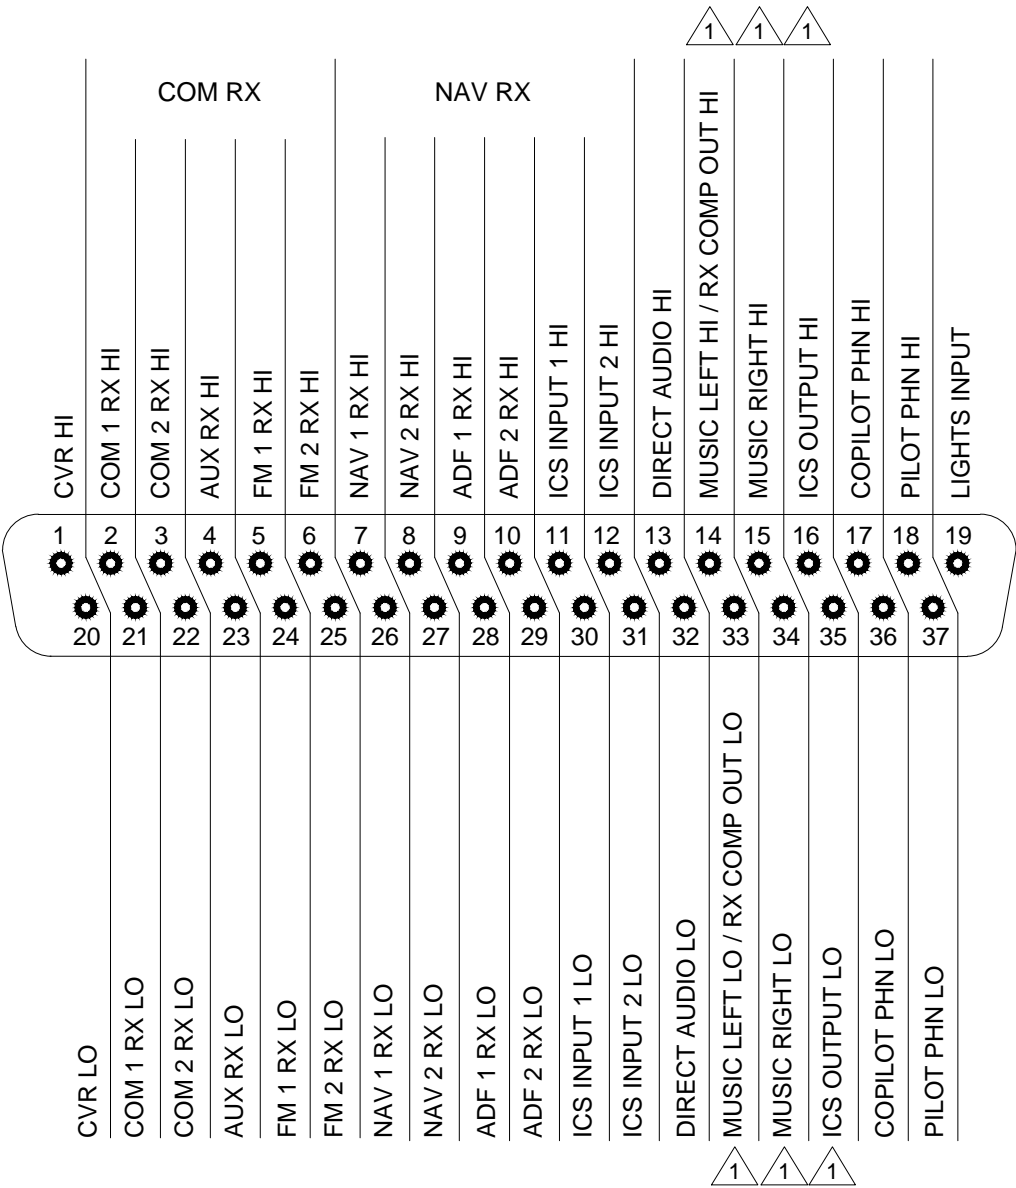 1 1 1
COM RX NAV RX
CVR HI
COM 1 RX HI
COM 2 RX HI
AUX RX HI
FM 1 RX HI
FM 2 RX HI
NAV 1 RX HI
NAV 2 RX HI
ADF 1 RX HI
ADF 2 RX HI
ICS INPUT 1 HI
ICS INPUT 2 HI
DIRECT AUDIO HI
MUSIC LEFT HI / RX COMP OUT HI
MUSIC RIGHT HI
ICS OUTPUT HI
COPILOT PHN HI
PILOT PHN HI
LIGHTS INPUT
1 2 3 4 5 6 7 8 9 10 11 12 13 14 15 16 17 18 19
20 21 22 23 24 25 26 27 28 29 30 31 32 33 34 35 36 37
CVR LO
COM 1 RX LO
COM 2 RX LO
AUX RX LO
FM 1 RX LO
FM 2 RX LO
NAV 1 RX LO
NAV 2 RX LO
ADF 1 RX LO
ADF 2 RX LO
ICS INPUT 1 LO
ICS INPUT 2 LO
DIRECT AUDIO LO
MUSIC LEFT LO / RX COMP OUT LO
MUSIC RIGHT LO
ICS OUTPUT LO
COPILOT PHN LO
PILOT PHN LO
1 1 1